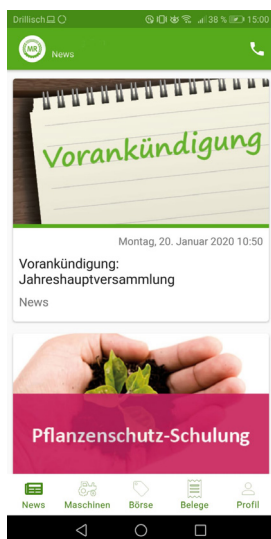 Drillisch 38 % 15:00
MR
News
Vorankündigung
Montag, 20. Januar 2020 10:50
Vorankündigung:
Jahreshauptversammlung
News
Pflanzenschutz-Schulung
News Maschinen Börse Belege Profil